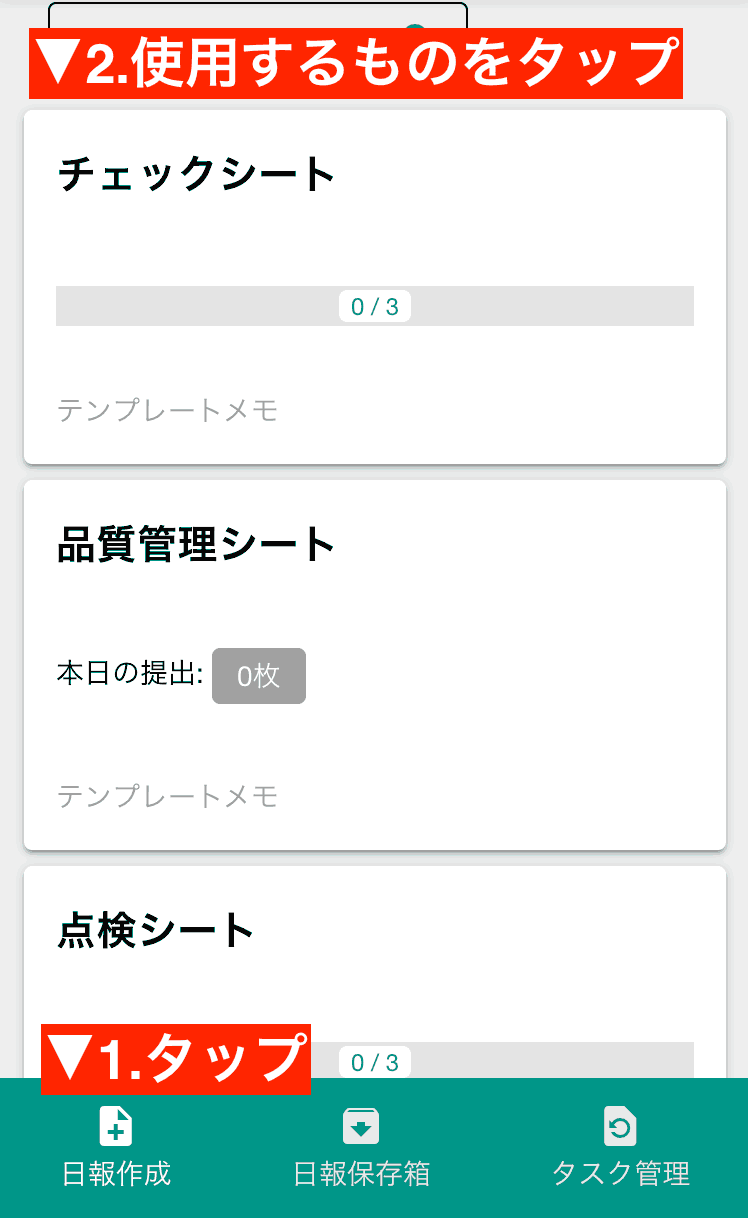 ▼2.使用するものをタップ
チェックシート
0 / 3
テンプレートメモ
品質管理シート
本日の提出: 0枚
テンプレートメモ
点検シート
▼1.タップ
0 / 3
日報作成
日報保存箱
タスク管理